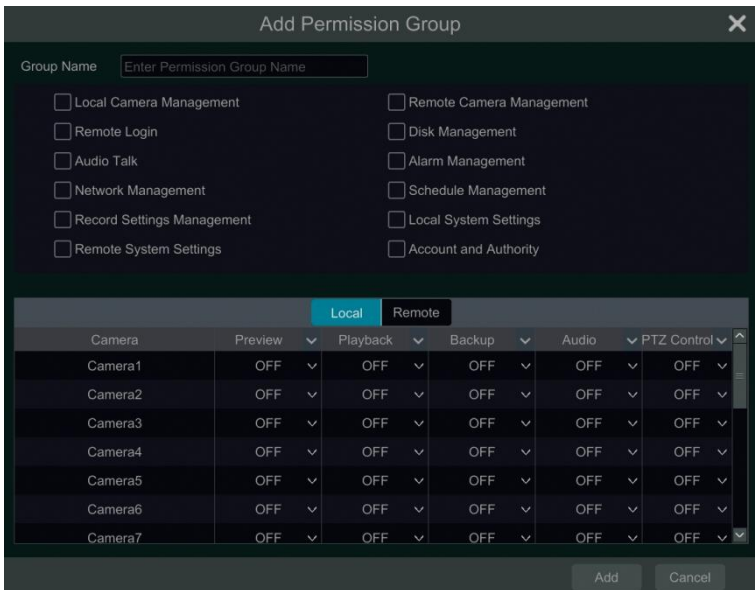 Add Permission Group
Group Name Enter Permission Group Name
Local Camera Management Remote Camera Management
Remote Login Disk Management
Audio Talk Alarm Management
Network Management Schedule Management
Record Settings Management Local System Settings
Remote System Settings Account and Authority
Local Remote
Camera Preview Playback Backup Audio PTZ Control
Camera1 OFF OFF OFF OFF OFF
Camera2 OFF OFF OFF OFF OFF
Camera3 OFF OFF OFF OFF OFF
Camera4 OFF OFF OFF OFF OFF
Camera5 OFF OFF OFF OFF OFF
Camera6 OFF OFF OFF OFF OFF
Camera7 OFF OFF OFF OFF OFF
Add Cancel